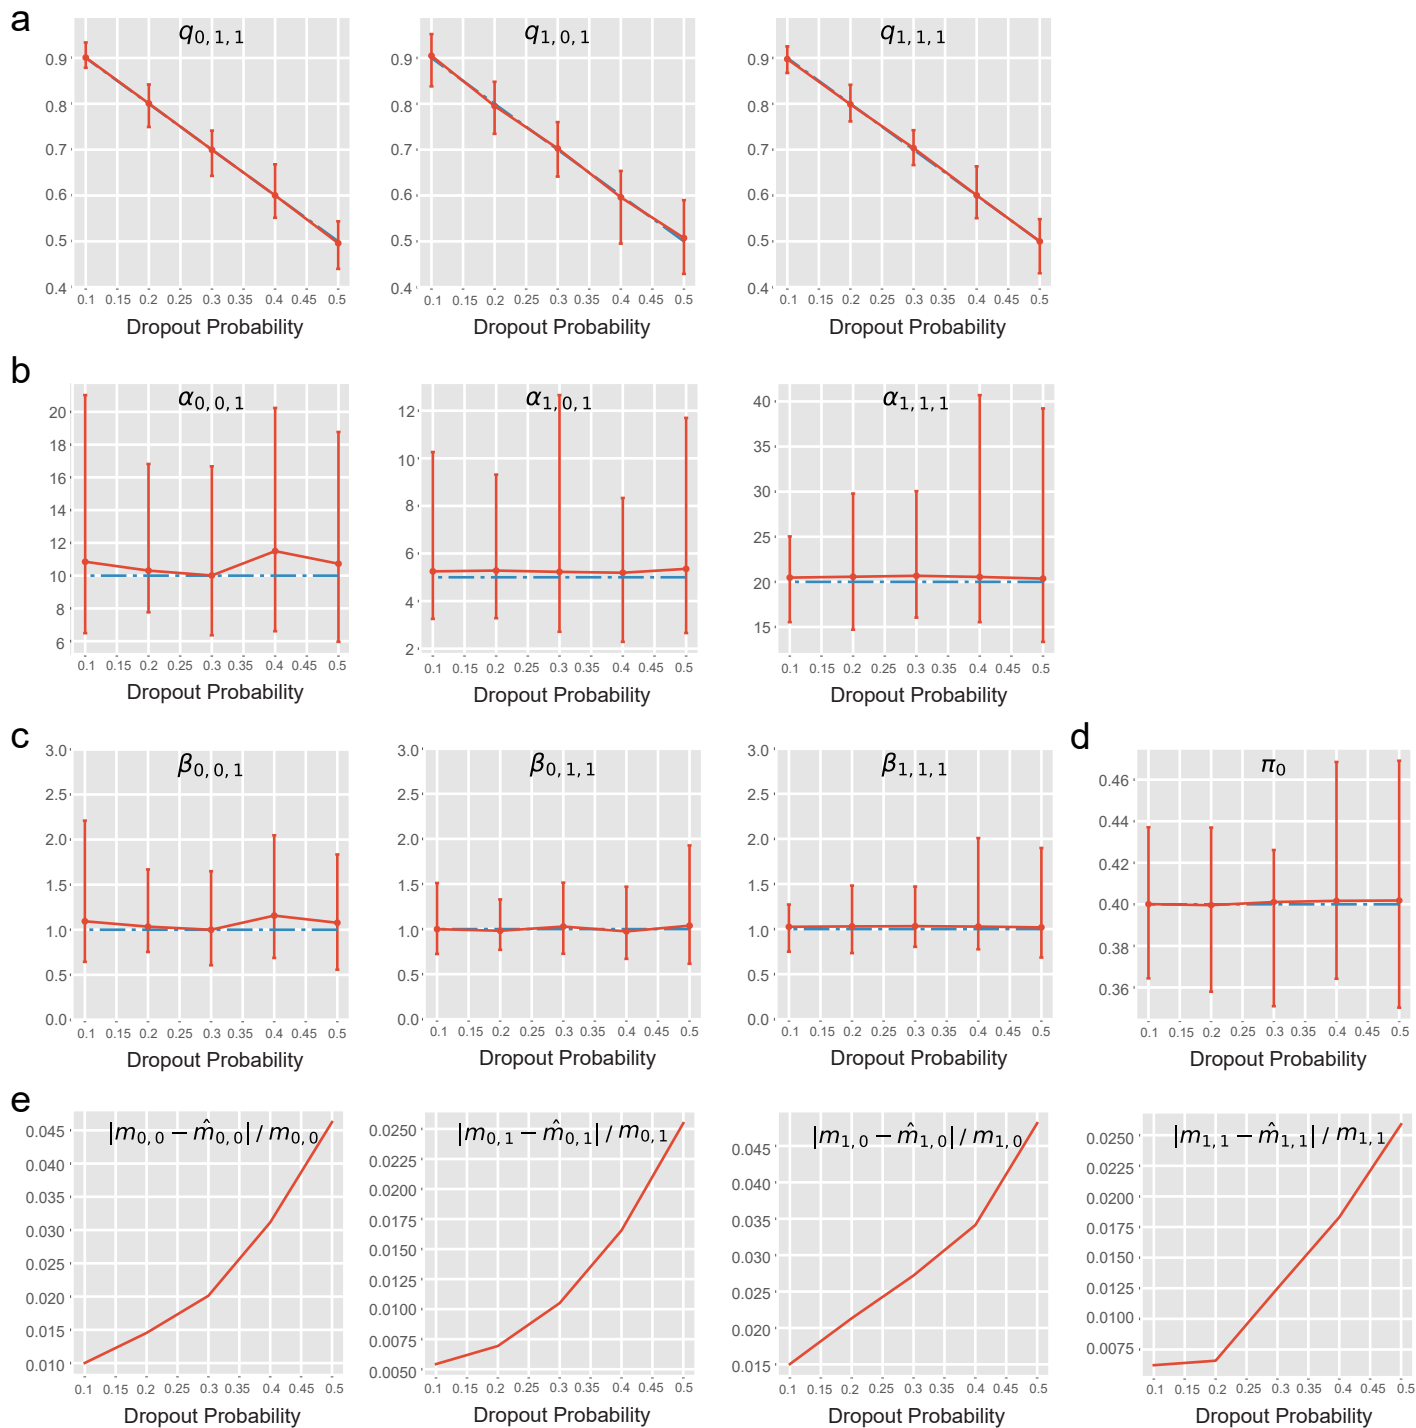 a
q0,1,1
q1,0,1
q1,1,1
0.9
0.8
0.7
0.6
0.5
0.4
0.1 0.15 0.2 0.25 0.3 0.35 0.4 0.45 0.5
Dropout Probability
0.9
0.8
0.7
0.6
0.5
0.4
0.1 0.15 0.2 0.25 0.3 0.35 0.4 0.45 0.5
Dropout Probability
0.9
0.8
0.7
0.6
0.5
0.4
0.1 0.15 0.2 0.25 0.3 0.35 0.4 0.45 0.5
Dropout Probability
b
α0,0,1
20
18
16
14
12
10
8
6
0.1 0.15 0.2 0.25 0.3 0.35 0.4 0.45 0.5
Dropout Probability
α1,0,1
12
10
8
6
4
2
0.1 0.15 0.2 0.25 0.3 0.35 0.4 0.45 0.5
Dropout Probability
α1,1,1
40
35
30
25
20
15
0.1 0.15 0.2 0.25 0.3 0.35 0.4 0.45 0.5
Dropout Probability
c
β0,0,1
3.0
2.5
2.0
1.5
1.0
0.5
0.0
0.1 0.15 0.2 0.25 0.3 0.35 0.4 0.45 0.5
Dropout Probability
β0,1,1
3.0
2.5
2.0
1.5
1.0
0.5
0.0
0.1 0.15 0.2 0.25 0.3 0.35 0.4 0.45 0.5
Dropout Probability
β1,1,1
3.0
2.5
2.0
1.5
1.0
0.5
0.0
0.1 0.15 0.2 0.25 0.3 0.35 0.4 0.45 0.5
Dropout Probability
d
π0
0.46
0.44
0.42
0.40
0.38
0.36
0.1 0.15 0.2 0.25 0.3 0.35 0.4 0.45 0.5
Dropout Probability
e
|m0,0 − m̂0,0| / m0,0
0.045
0.040
0.035
0.030
0.025
0.020
0.015
0.010
0.1 0.15 0.2 0.25 0.3 0.35 0.4 0.45 0.5
Dropout Probability
|m0,1 − m̂0,1| / m0,1
0.0250
0.0225
0.0200
0.0175
0.0150
0.0125
0.0100
0.0075
0.0050
0.1 0.15 0.2 0.25 0.3 0.35 0.4 0.45 0.5
Dropout Probability
|m1,0 − m̂1,0| / m1,0
0.045
0.040
0.035
0.030
0.025
0.020
0.015
0.1 0.15 0.2 0.25 0.3 0.35 0.4 0.45 0.5
Dropout Probability
|m1,1 − m̂1,1| / m1,1
0.0250
0.0225
0.0200
0.0175
0.0150
0.0125
0.0100
0.0075
0.1 0.15 0.2 0.25 0.3 0.35 0.4 0.45 0.5
Dropout Probability